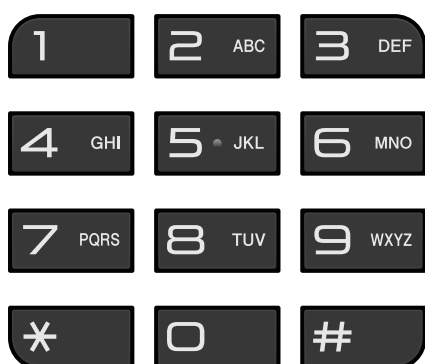 1 2 ABC 3 DEF
4 GHI 5 JKL 6 MNO
7 PQRS 8 TUV 9 WXYZ
* 0 #